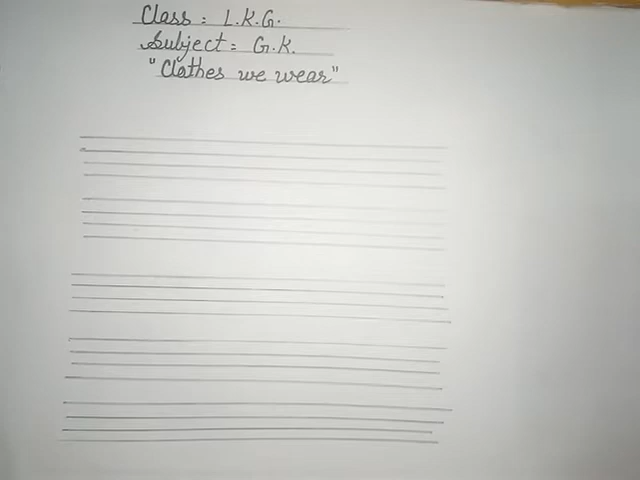 Class : L.K.G.
Subject = G.K.
"Clothes we wear"